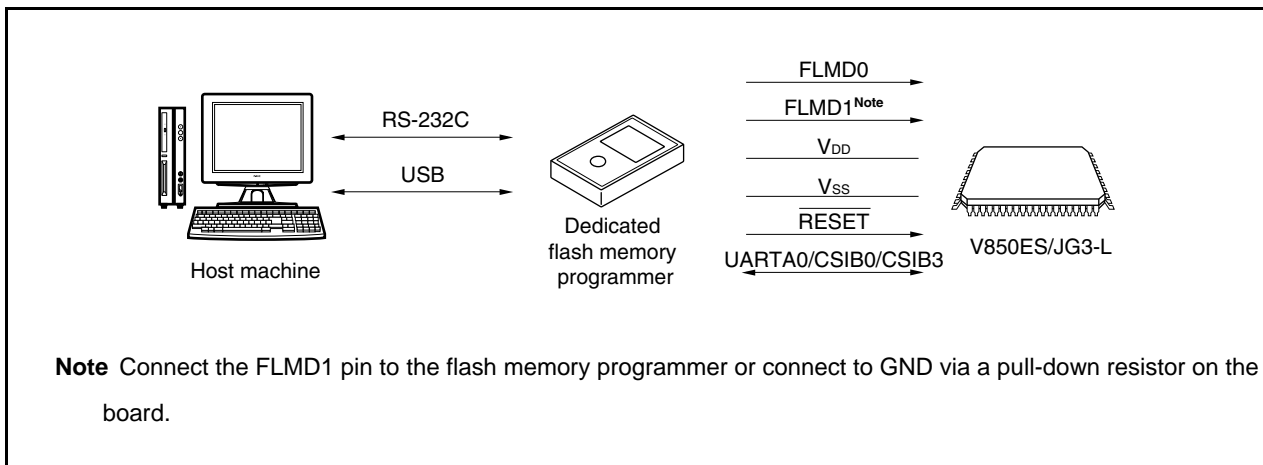 FLMD0
FLMD1Note
RS-232C
VDD
USB
VSS
RESET
Dedicated
flash memory
programmer
V850ES/JG3-L
UARTA0/CSIB0/CSIB3
Host machine
Note Connect the FLMD1 pin to the flash memory programmer or connect to GND via a pull-down resistor on the
board.